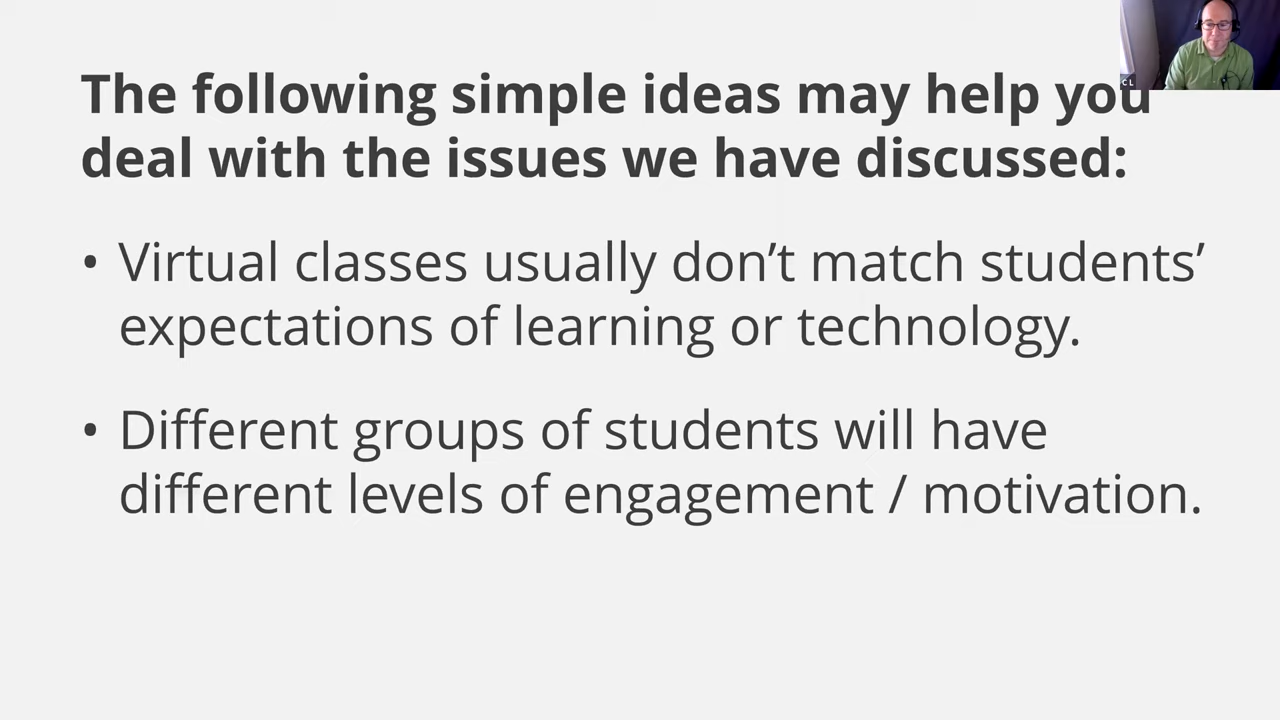 The following simple ideas may help you
deal with the issues we have discussed:
• Virtual classes usually don’t match students’
expectations of learning or technology.
• Different groups of students will have
different levels of engagement / motivation.
CL